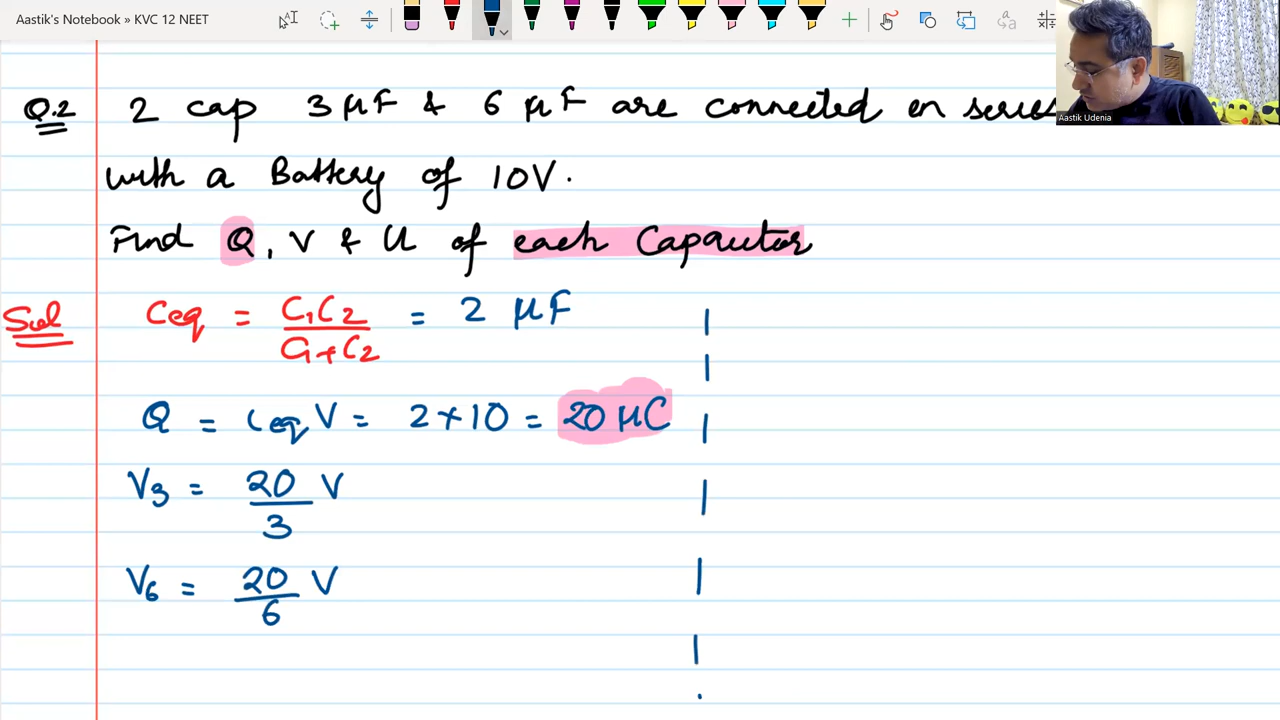 Aastik's Notebook » KVC 12 NEET
Aastik Udenia
Q.2 2 cap 3 μF & 6 μF are connected in series
with a Battery of 10V.
Find Q, V & U of each Capacitor
Sol Ceq = C1C2 / C1+C2 = 2 μF
Q = CeqV = 2×10 = 20 μC
V3 = 20/3 V
V6 = 20/6 V